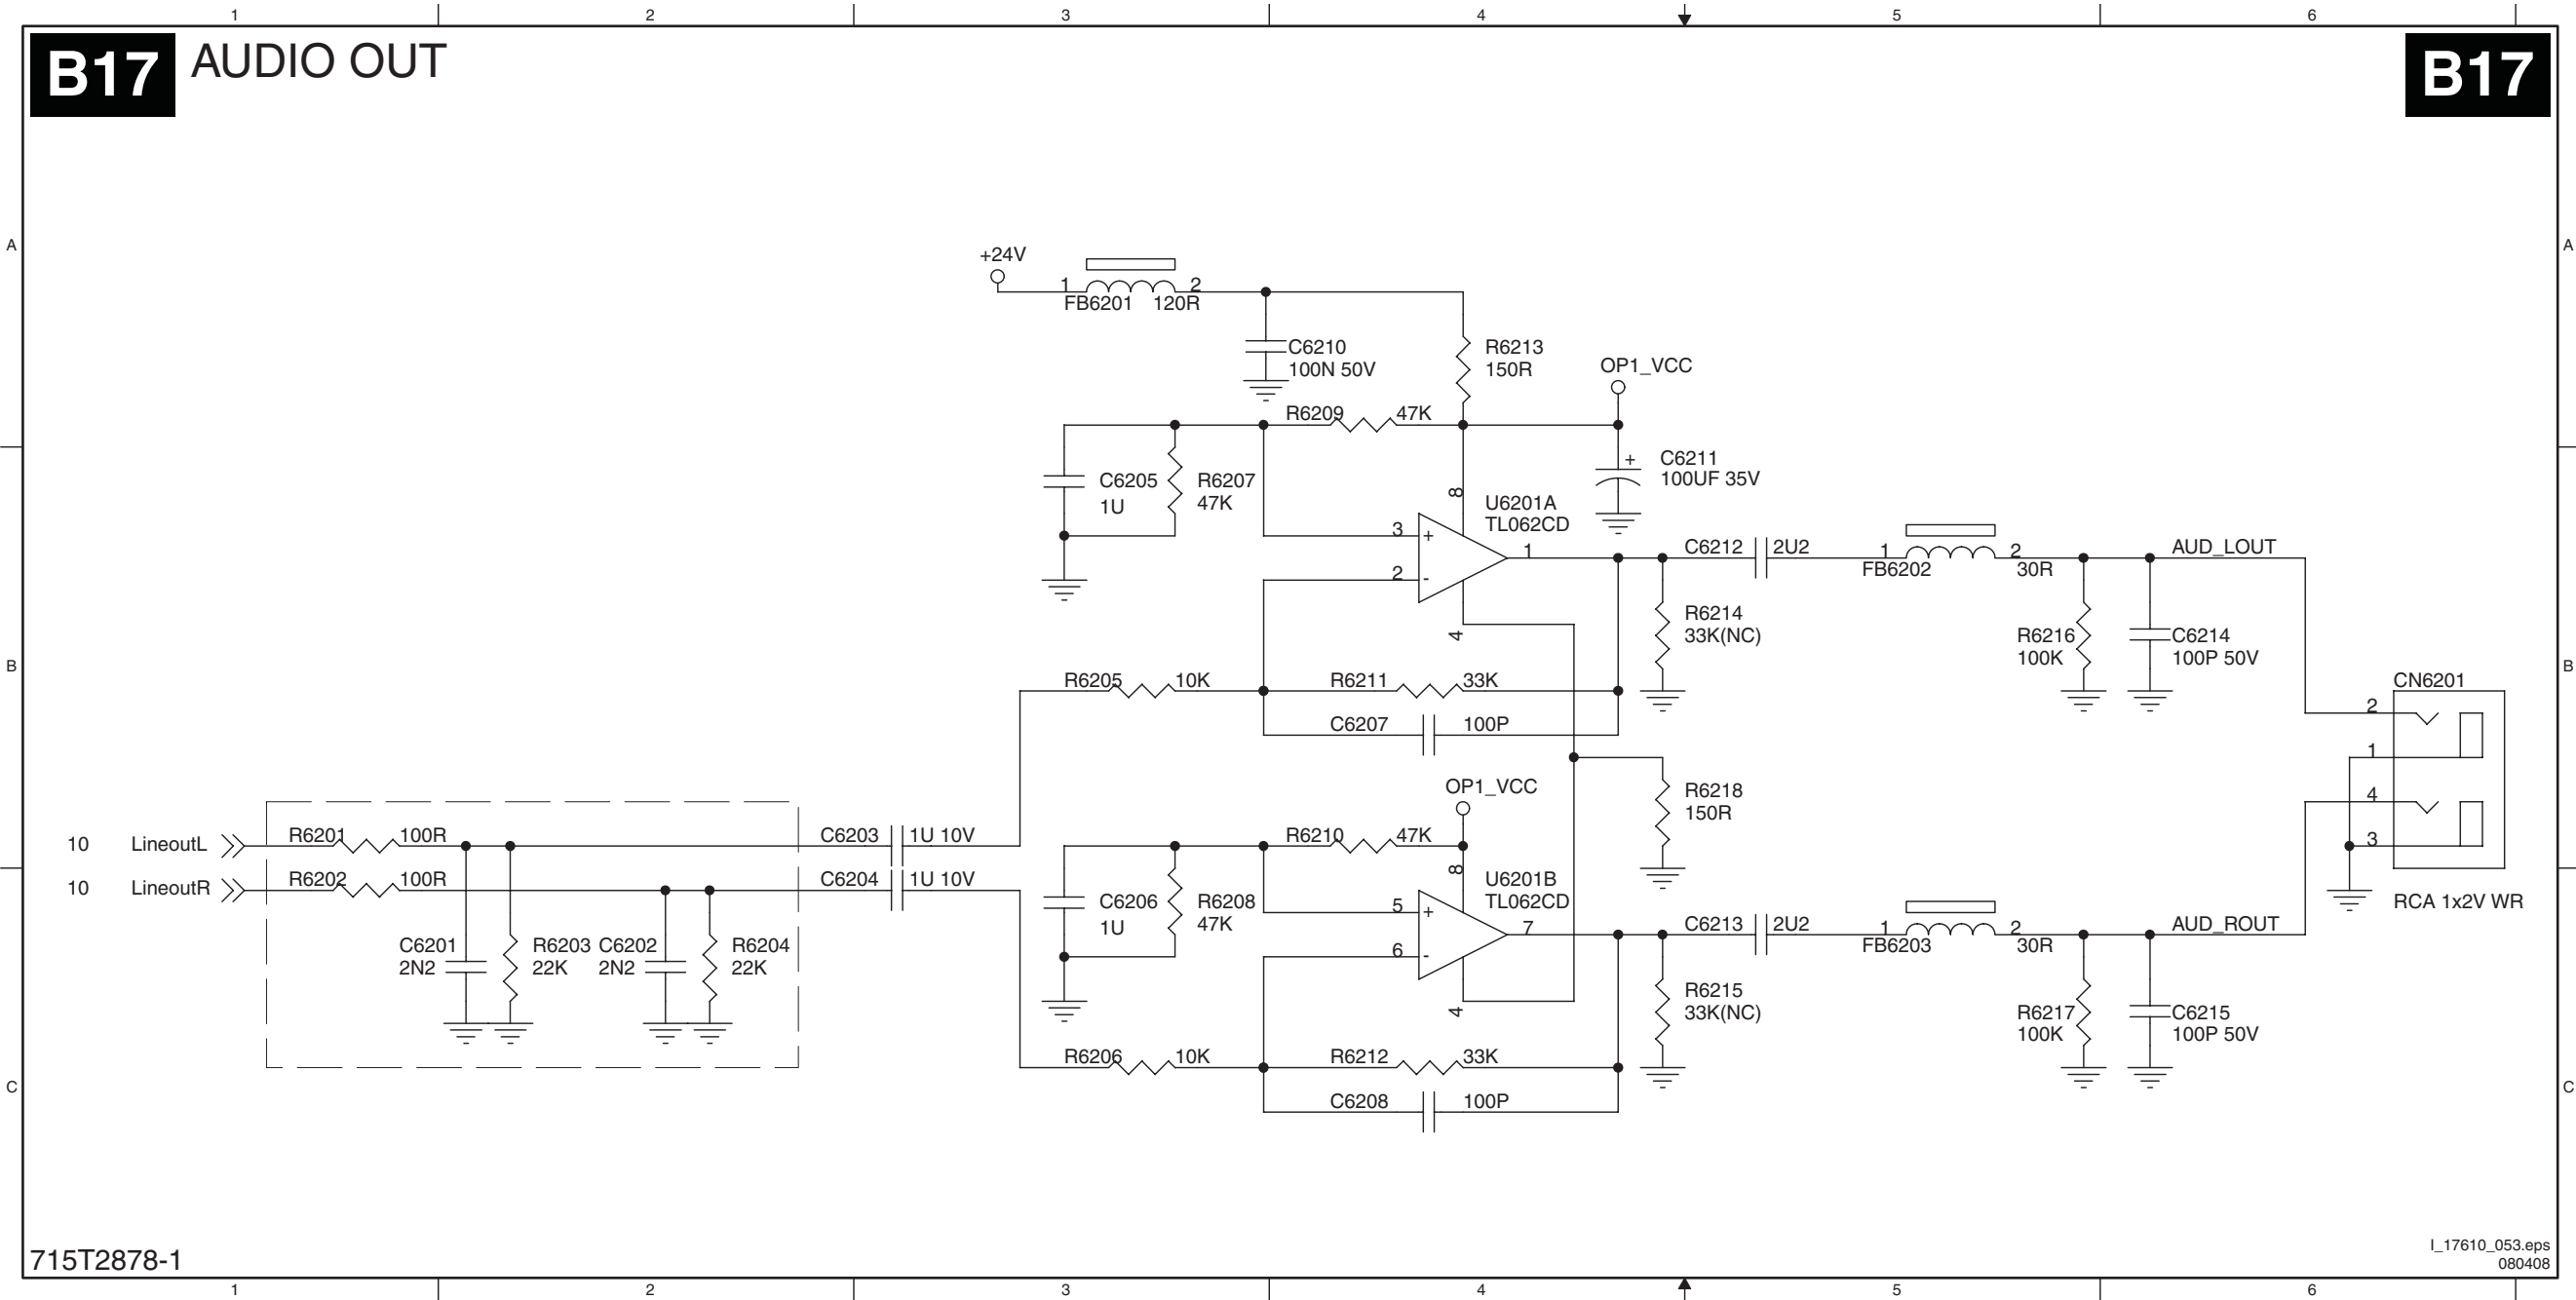 1 2 3 4 5 6
B17 AUDIO OUT B17
A A
+24V
1 2
FB6201 120R
C6210
100N 50V
R6213
150R
OP1_VCC
R6209 47K
C6205
1U
R6207
47K
+
C6211
100UF 35V
8
U6201A
TL062CD
3 +
2 -
1
4
C6212 2U2
1 2
FB6202 30R
AUD_LOUT
R6214
33K(NC)
R6216
100K
C6214
100P 50V
B B
R6205 10K
R6211 33K
C6207 100P
CN6201
2
1
4
3
RCA 1x2V WR
OP1_VCC
R6218
150R
10 LineoutL R6201 100R C6203 1U 10V
10 LineoutR R6202 100R C6204 1U 10V
R6210 47K
C6206
1U
R6208
47K
8
U6201B
TL062CD
5 +
6 -
7
4
C6213 2U2
1 2
FB6203 30R
AUD_ROUT
C6201
2N2
R6203
22K
C6202
2N2
R6204
22K
R6215
33K(NC)
R6217
100K
C6215
100P 50V
R6206 10K
R6212 33K
C6208 100P
C C
715T2878-1
I_17610_053.eps
080408
1 2 3 4 5 6